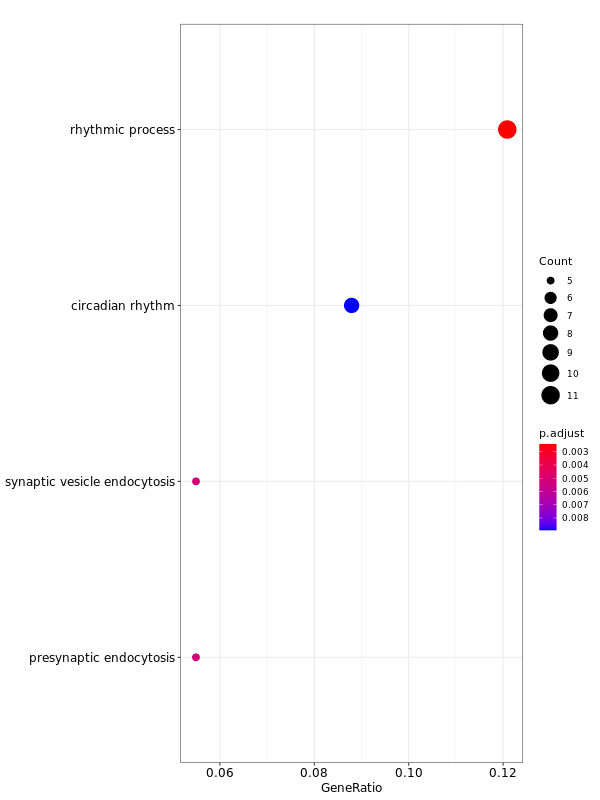 rhythmic process
circadian rhythm
synaptic vesicle endocytosis
presynaptic endocytosis
0.06 0.08 0.10 0.12
GeneRatio
Count
5
6
7
8
9
10
11
p.adjust
0.003
0.004
0.005
0.006
0.007
0.008